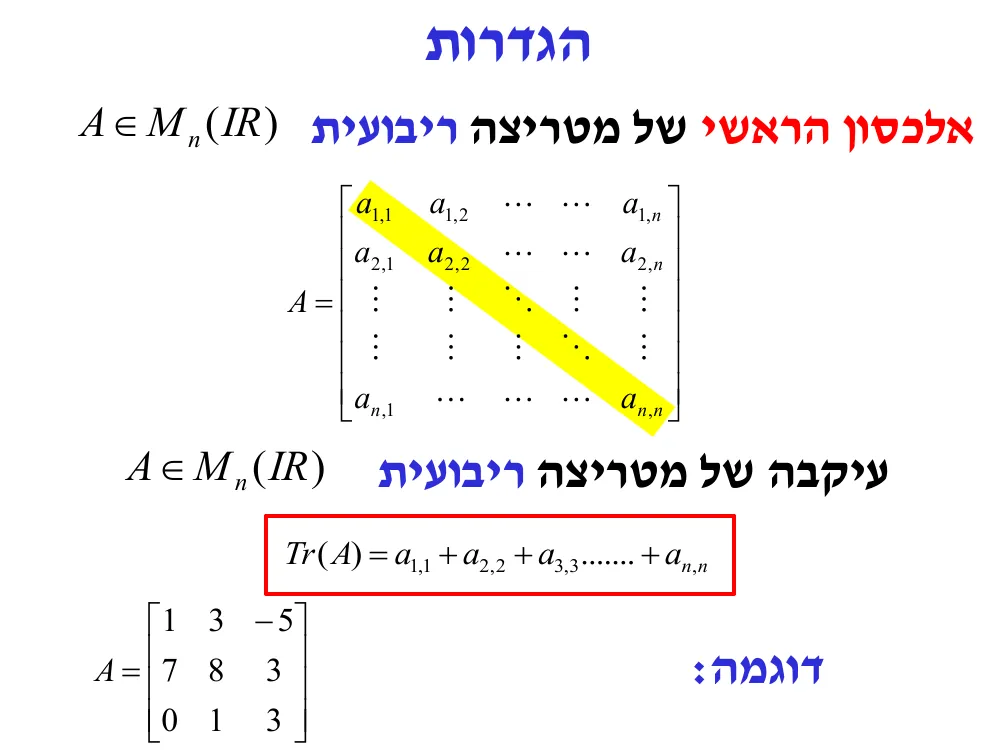 הגדרות
אלכסון הראשי של מטריצה ריבועית A ∈ M_n(IR)
a_{1,1} a_{1,2} ⋯ ⋯ a_{1,n}
a_{2,1} a_{2,2} ⋯ ⋯ a_{2,n}
A = ⋮ ⋮ ⋱ ⋮ ⋮
⋮ ⋮ ⋮ ⋱ ⋮
a_{n,1} ⋯ ⋯ ⋯ a_{n,n}
עיקבה של מטריצה ריבועית A ∈ M_n(IR)
Tr(A) = a_{1,1} + a_{2,2} + a_{3,3}....... + a_{n,n}
דוגמה:
1 3 −5
A = 7 8 3
0 1 3